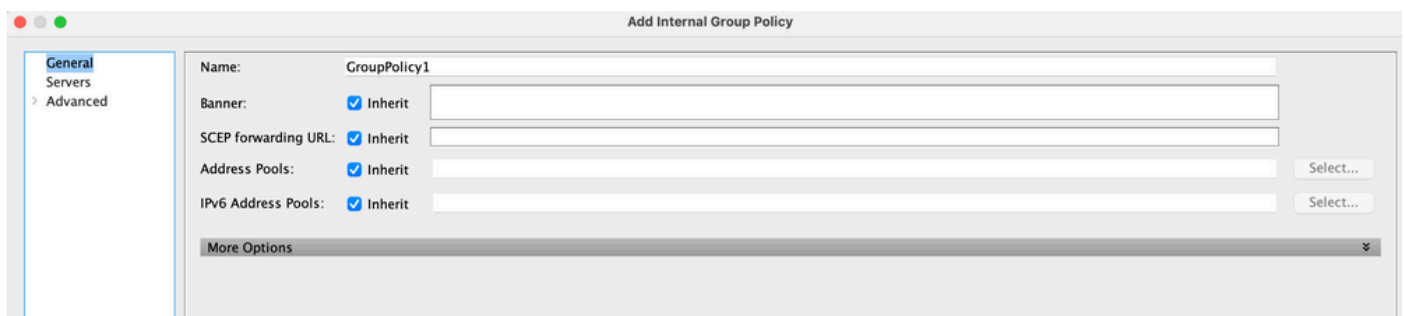 Add Internal Group Policy
General
Servers
Advanced
Name: GroupPolicy1
Banner: Inherit
SCEP forwarding URL: Inherit
Address Pools: Inherit Select...
IPv6 Address Pools: Inherit Select...
More Options